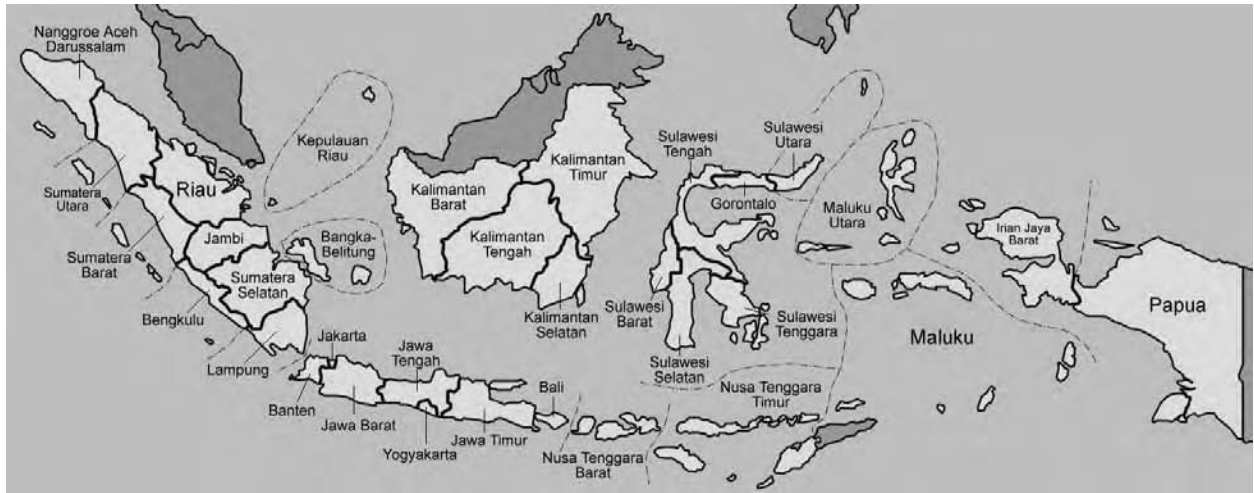 Nanggroe Aceh
Darussalam
Sumatera
Utara
Riau
Kepulauan
Riau
Sumatera
Barat
Jambi
Bangka-
Belitung
Sumatera
Selatan
Bengkulu
Lampung
Jakarta
Banten
Jawa Barat
Jawa
Tengah
Yogyakarta
Jawa Timur
Bali
Nusa Tenggara
Barat
Nusa Tenggara
Timur
Kalimantan
Barat
Kalimantan
Tengah
Kalimantan
Timur
Kalimantan
Selatan
Sulawesi
Tengah
Sulawesi
Utara
Gorontalo
Sulawesi
Barat
Sulawesi
Selatan
Sulawesi
Tenggara
Maluku
Utara
Maluku
Irian Jaya
Barat
Papua